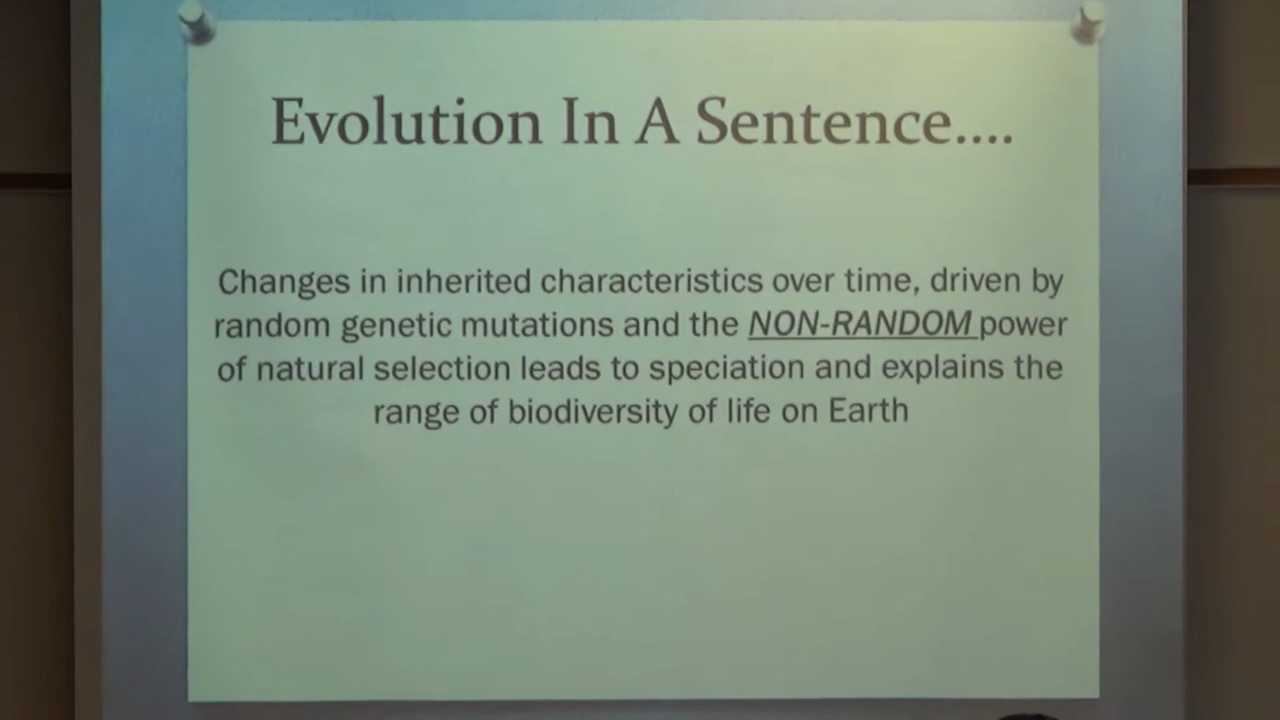 Evolution In A Sentence....
Changes in inherited characteristics over time, driven by
random genetic mutations and the NON-RANDOM power
of natural selection leads to speciation and explains the
range of biodiversity of life on Earth